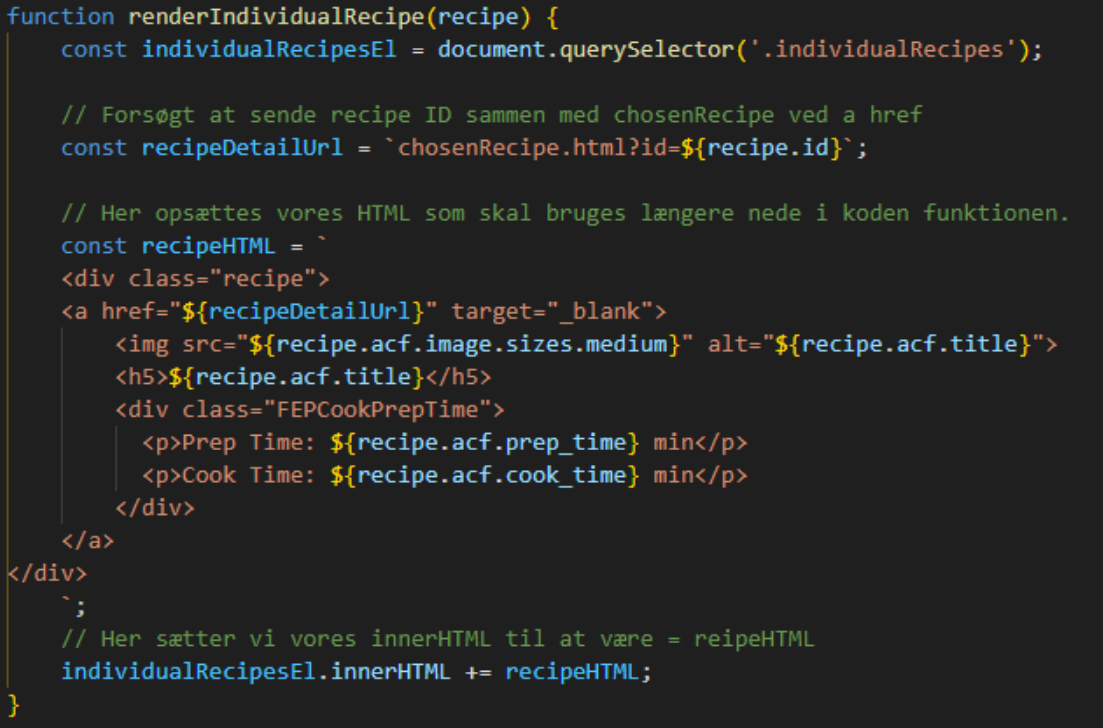 function renderIndividualRecipe(recipe) {
    const individualRecipesEl = document.querySelector('.individualRecipes');

    // Forsøgt at sende recipe ID sammen med chosenRecipe ved a href
    const recipeDetailUrl = `chosenRecipe.html?id=${recipe.id}`;

    // Her opsættes vores HTML som skal bruges længere nede i koden funktionen.
    const recipeHTML = `
    <div class="recipe">
    <a href="${recipeDetailUrl}" target="_blank">
        <img src="${recipe.acf.image.sizes.medium}" alt="${recipe.acf.title}">
        <h5>${recipe.acf.title}</h5>
        <div class="FEPCookPrepTime">
          <p>Prep Time: ${recipe.acf.prep_time} min</p>
          <p>Cook Time: ${recipe.acf.cook_time} min</p>
        </div>
    </a>
</div>
    `;
    // Her sætter vi vores innerHTML til at være = reipeHTML
    individualRecipesEl.innerHTML += recipeHTML;
}